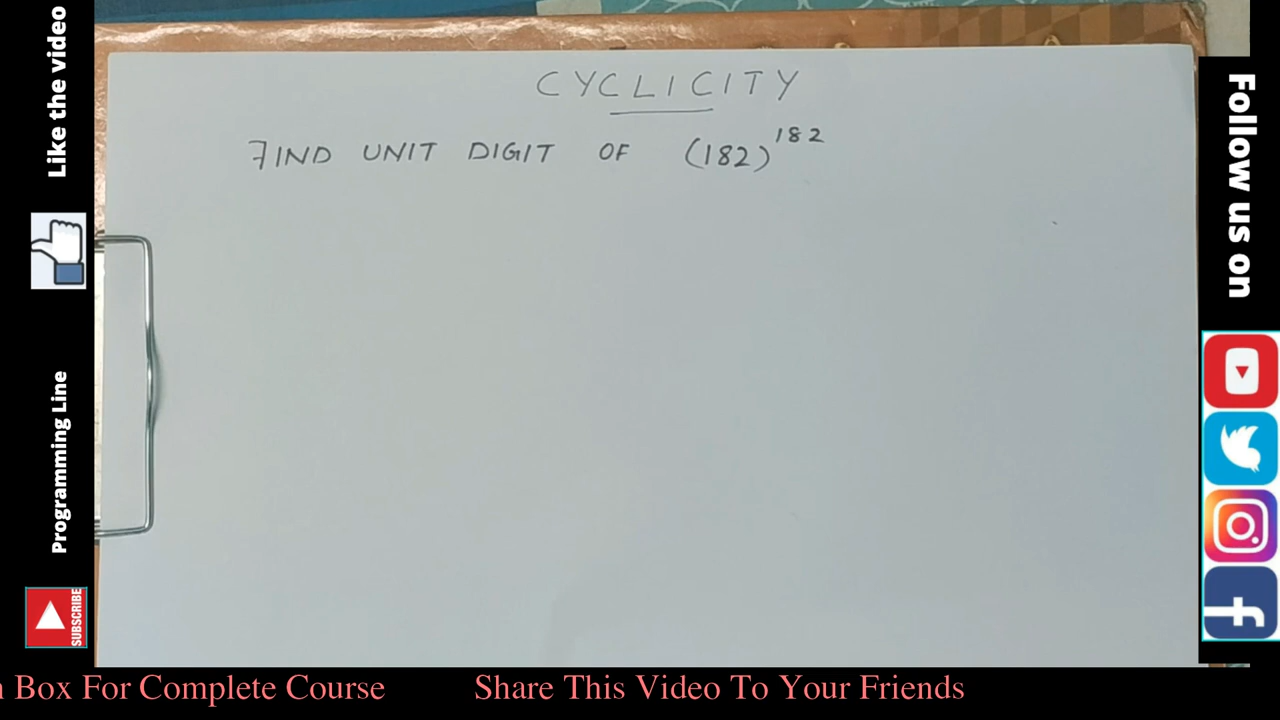 Like the video
Programming Line
SUBSCRIBE
CYCLICITY
FIND UNIT DIGIT OF (182)^182
Follow us on
n Box For Complete Course
Share This Video To Your Friends